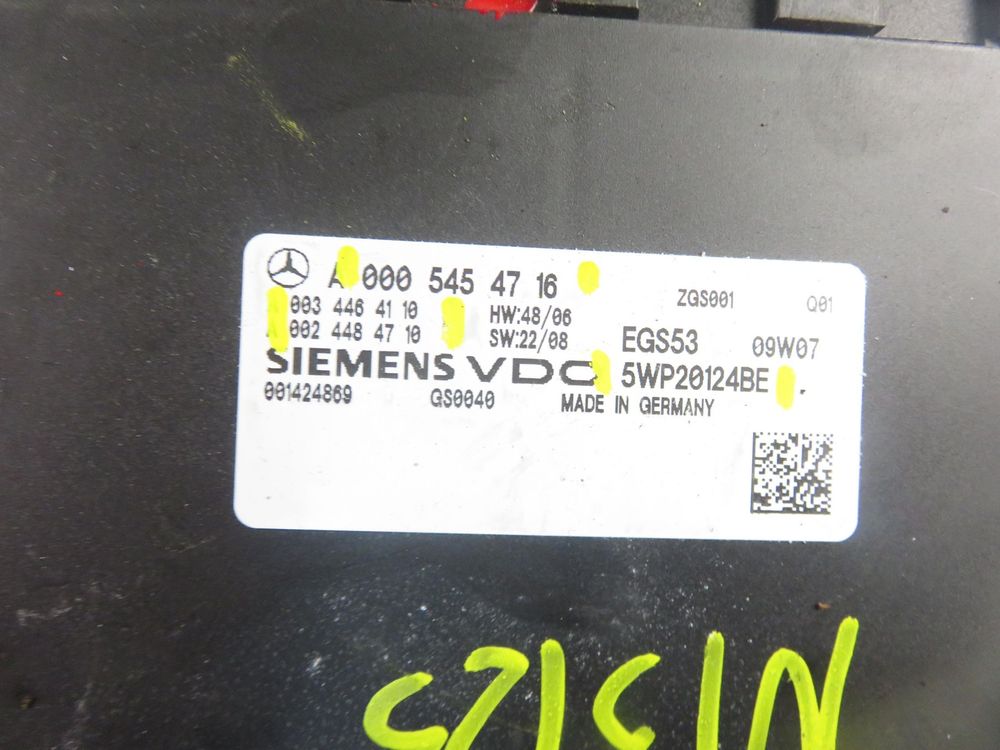 A 000 545 47 16
ZGS001 Q01
A 003 446 41 10 HW:48/06
A 002 448 47 10 SW:22/08 EGS53 09W07
SIEMENS VDO 5WP20124BE
001424869 GS0040 MADE IN GERMANY